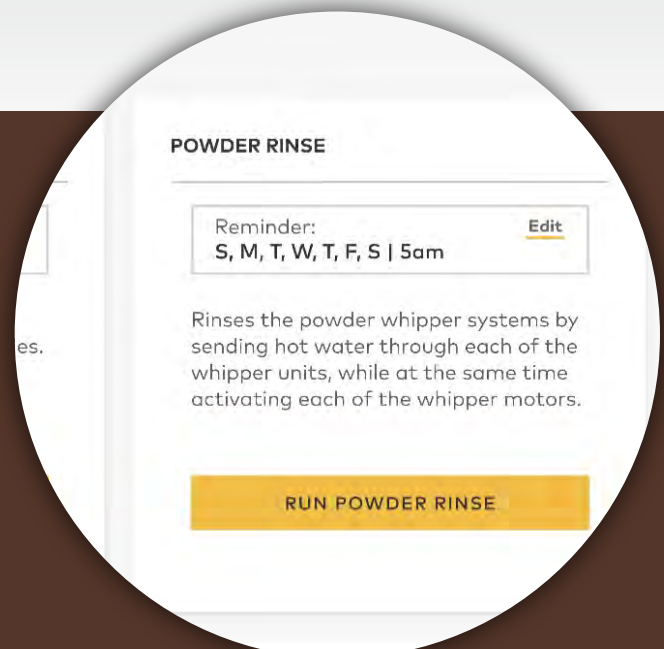 POWDER RINSE
Reminder:
Edit
S, M, T, W, T, F, S | 5am
Rinses the powder whipper systems by
es.
sending hot water through each of the
whipper units, while at the same time
activating each of the whipper motors.
RUN POWDER RINSE